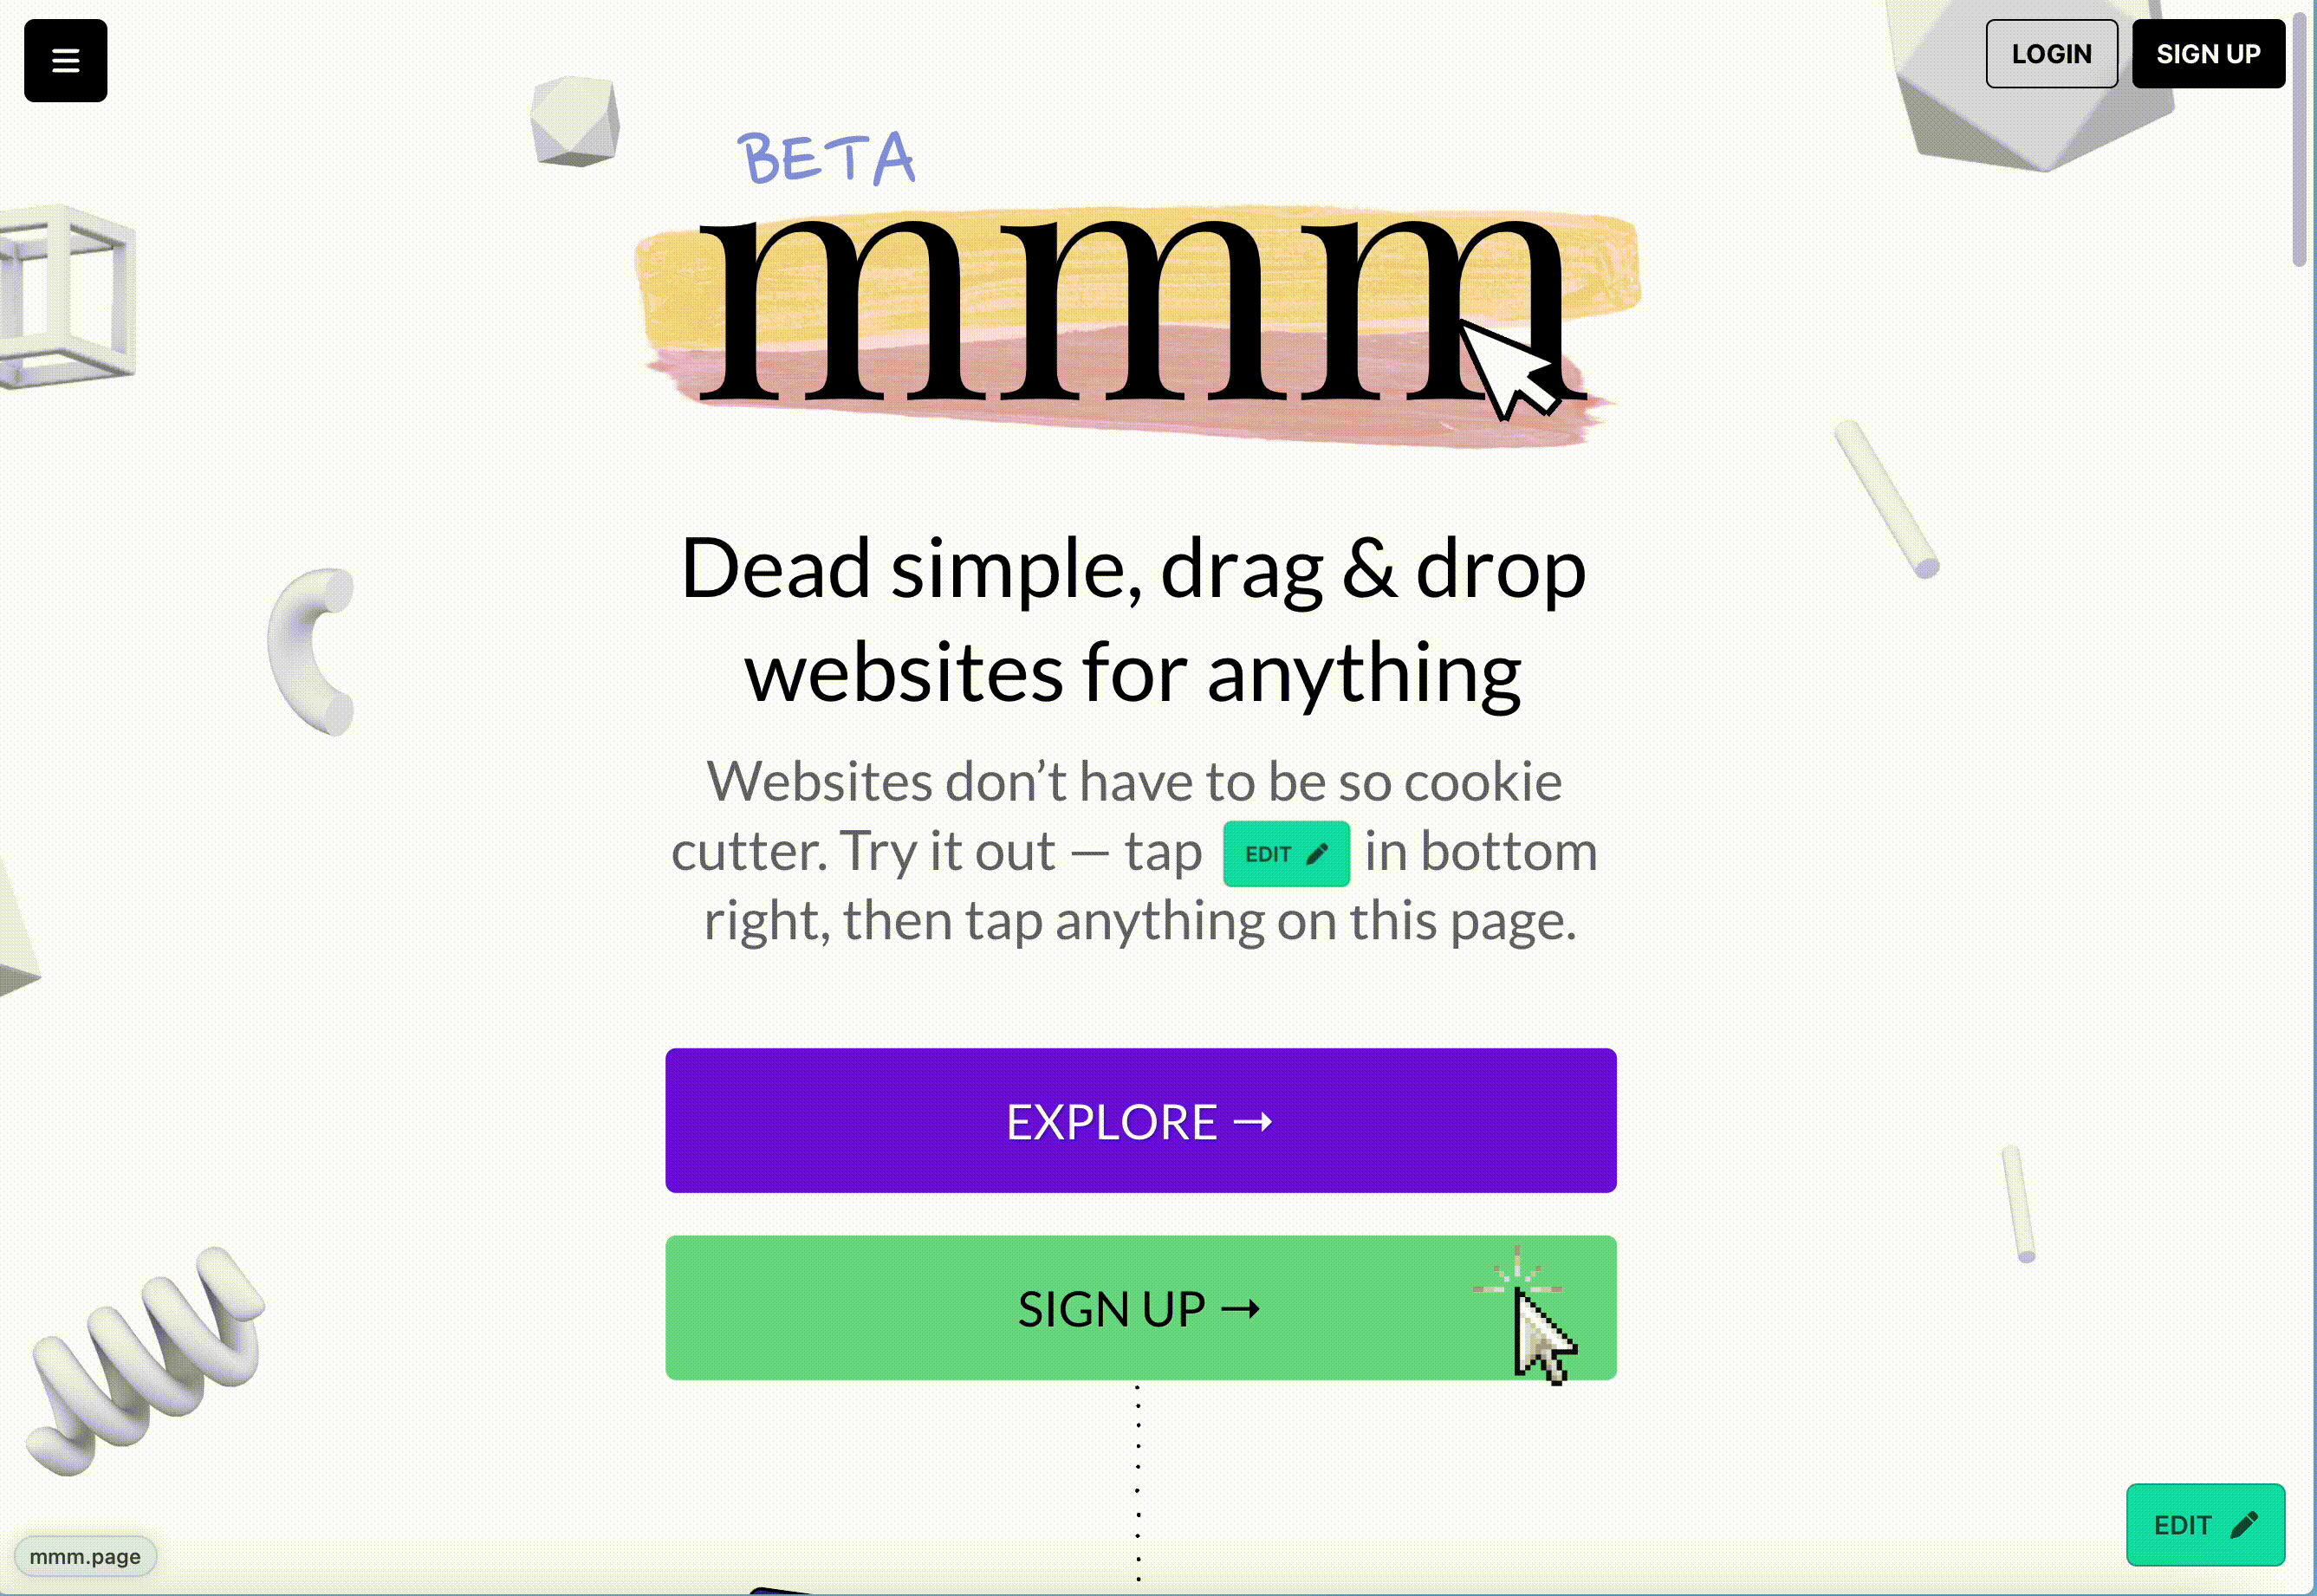 LOGIN
SIGN UP
BETA
mmm
Dead simple, drag & drop
websites for anything
Websites don’t have to be so cookie
cutter. Try it out — tap EDIT in bottom
right, then tap anything on this page.
EXPLORE →
SIGN UP →
EDIT
mmm.page